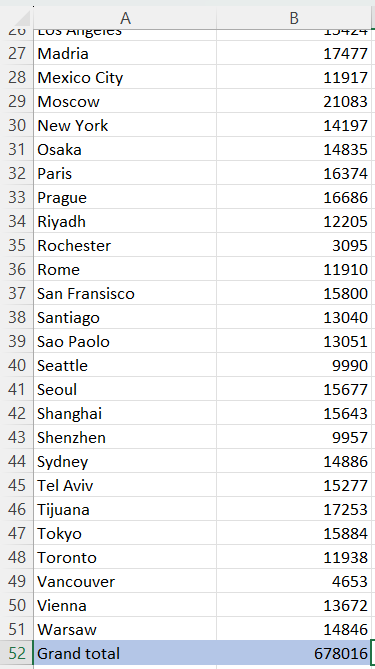 A B
26 Los Angeles 15424
27 Madria 17477
28 Mexico City 11917
29 Moscow 21083
30 New York 14197
31 Osaka 14835
32 Paris 16374
33 Prague 16686
34 Riyadh 12205
35 Rochester 3095
36 Rome 11910
37 San Fransisco 15800
38 Santiago 13040
39 Sao Paolo 13051
40 Seattle 9990
41 Seoul 15677
42 Shanghai 15643
43 Shenzhen 9957
44 Sydney 14886
45 Tel Aviv 15277
46 Tijuana 17253
47 Tokyo 15884
48 Toronto 11938
49 Vancouver 4653
50 Vienna 13672
51 Warsaw 14846
52 Grand total 678016